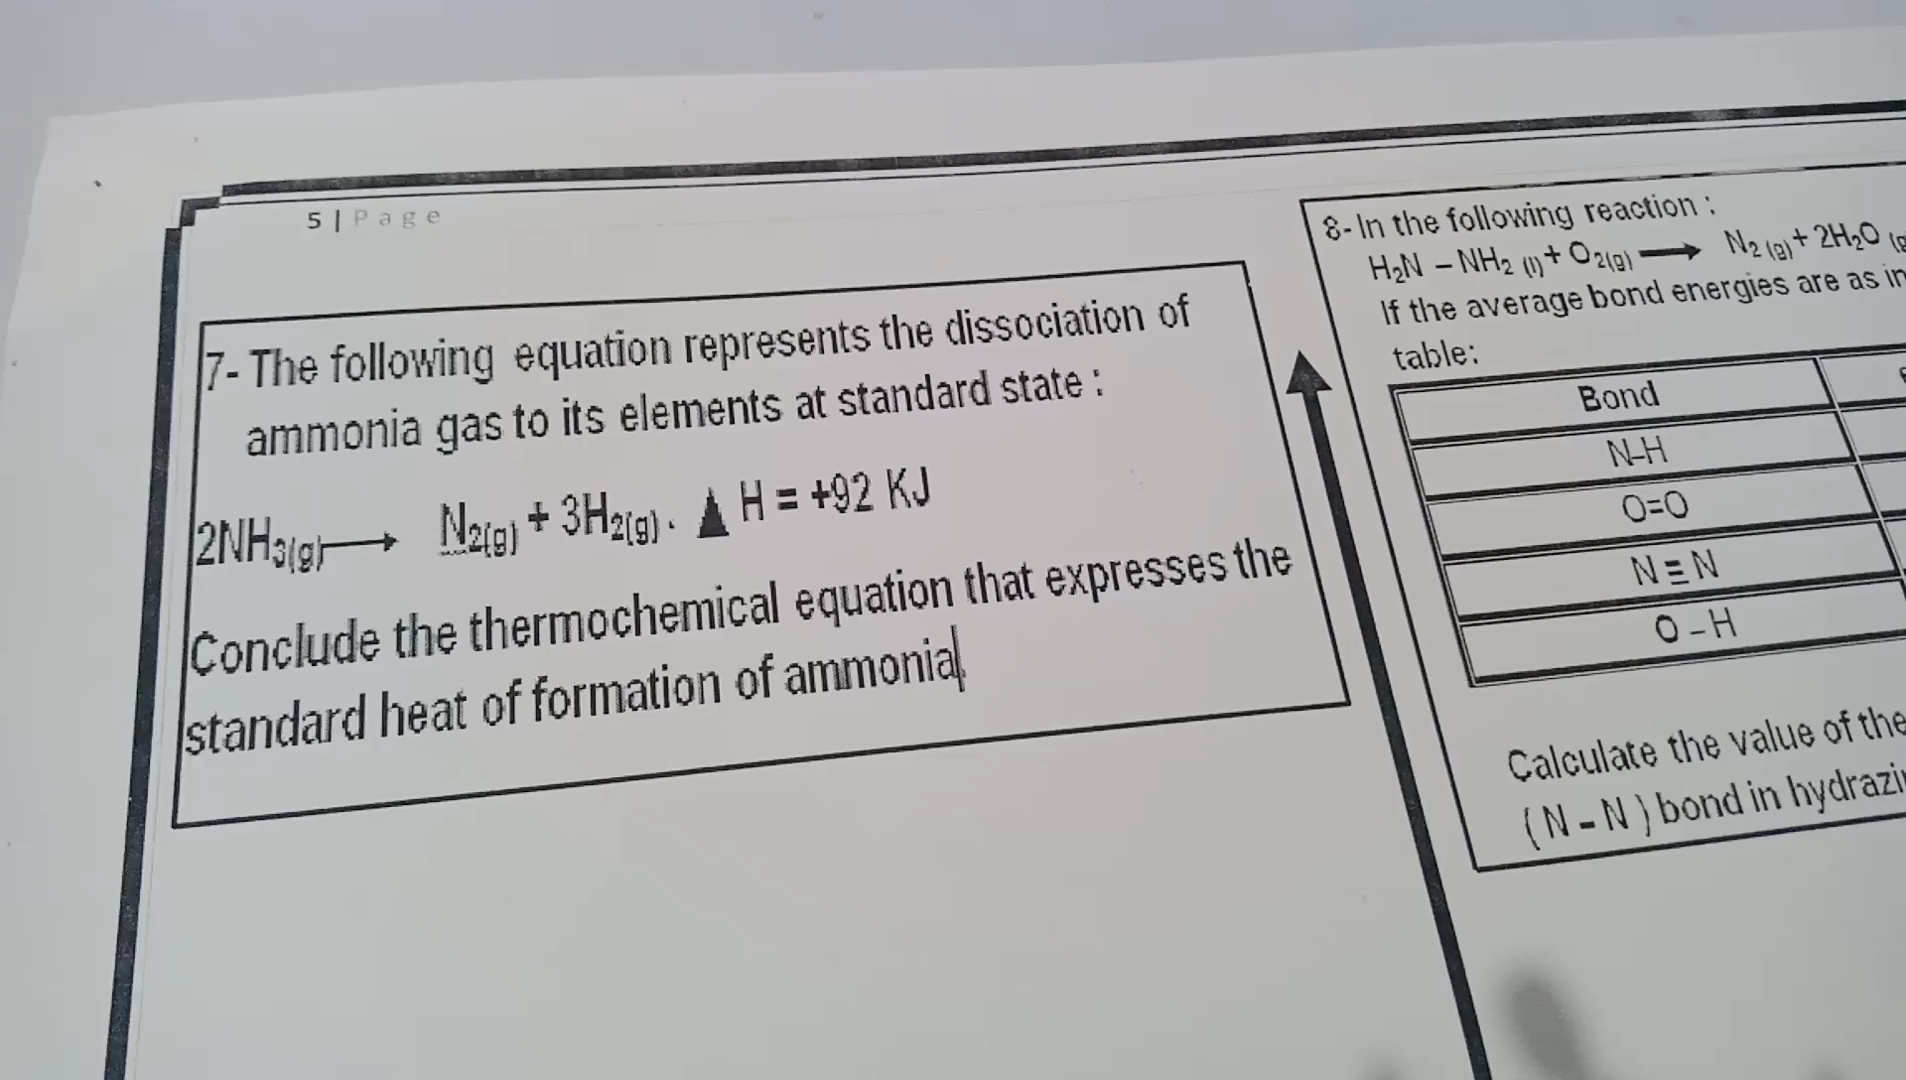 5 | Page
7- The following equation represents the dissociation of
ammonia gas to its elements at standard state :
2NH3(g) ⟶ N2(g) + 3H2(g) . ▲ H = +92 KJ
Conclude the thermochemical equation that expresses the
standard heat of formation of ammonia.
8- In the following reaction :
H2N – NH2 (l) + O2(g) ⟶ N2 (g) + 2H2O
If the average bond energies are as in
table:
Bond
N-H
O=O
N ≡ N
O – H
Calculate the value of the
( N - N ) bond in